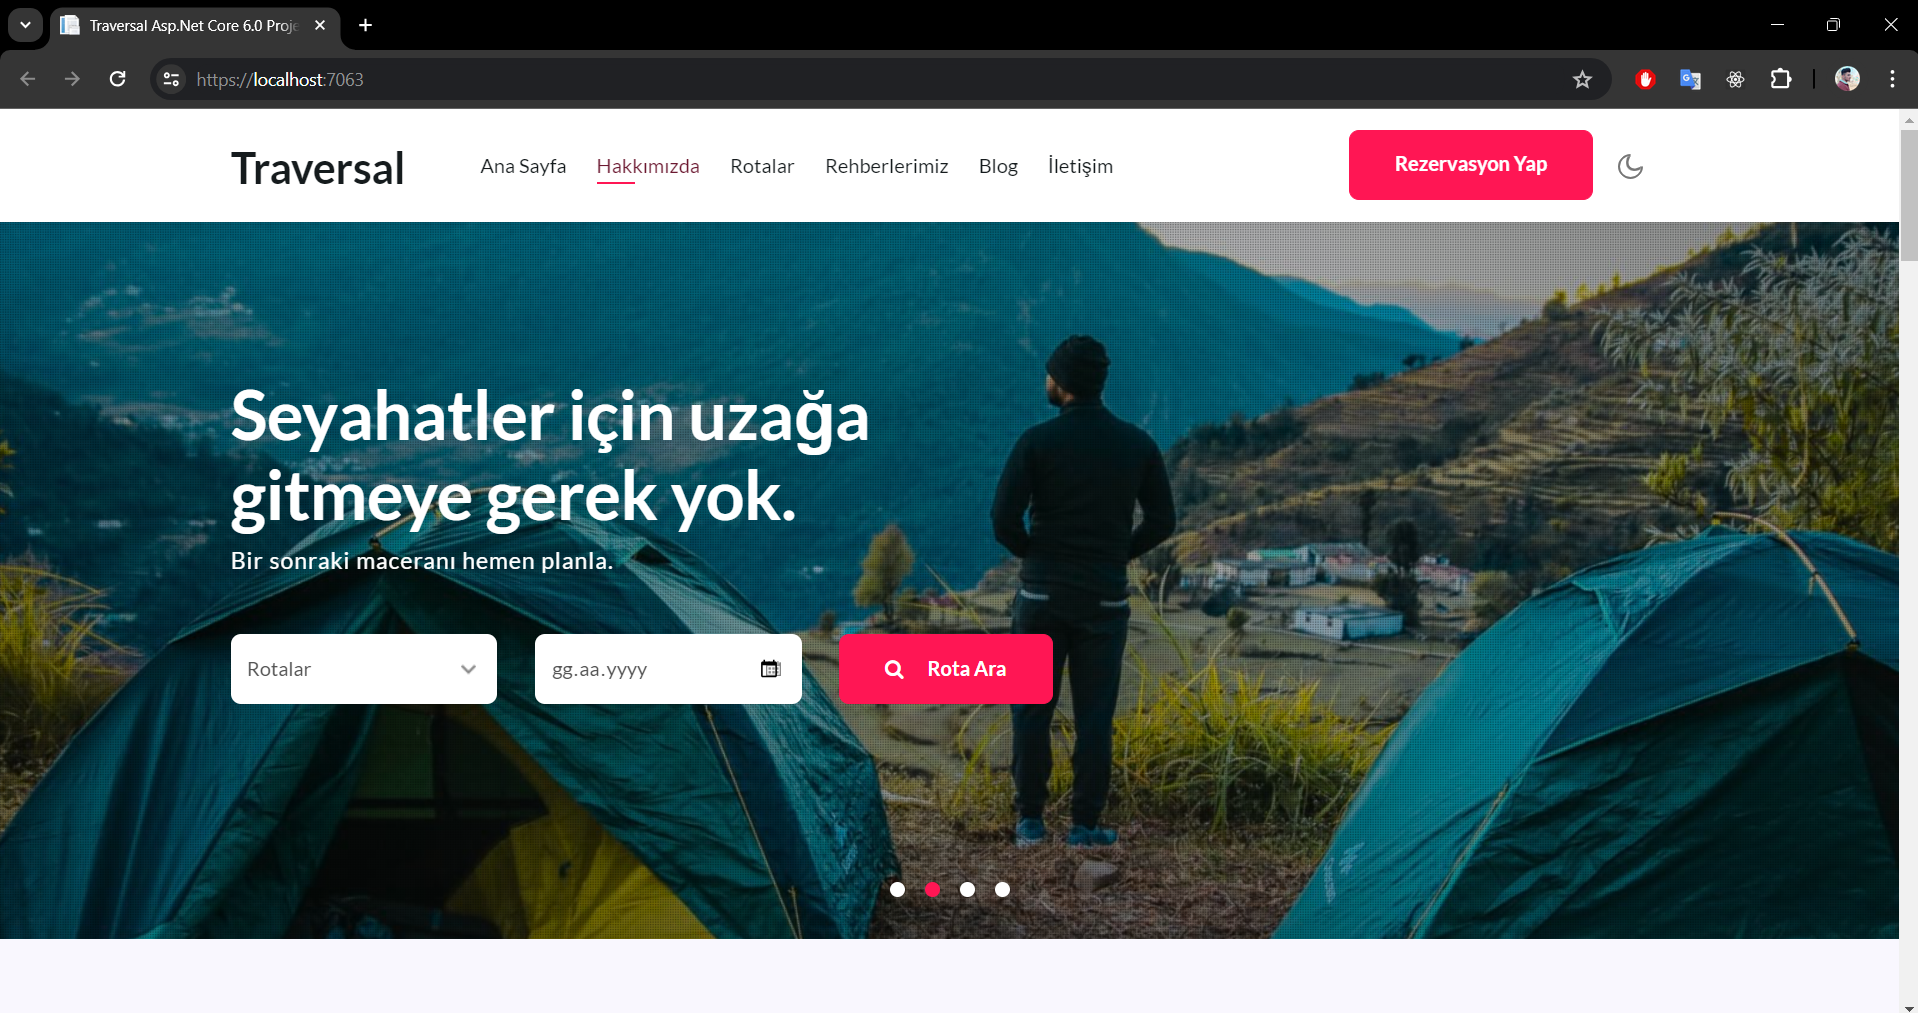 Traversal Asp.Net Core 6.0 Proje
https://localhost:7063
Traversal
Ana Sayfa
Hakkımızda
Rotalar
Rehberlerimiz
Blog
İletişim
Rezervasyon Yap
Seyahatler için uzağa
gitmeye gerek yok.
Bir sonraki maceranı hemen planla.
Rotalar
gg.aa.yyyy
Rota Ara